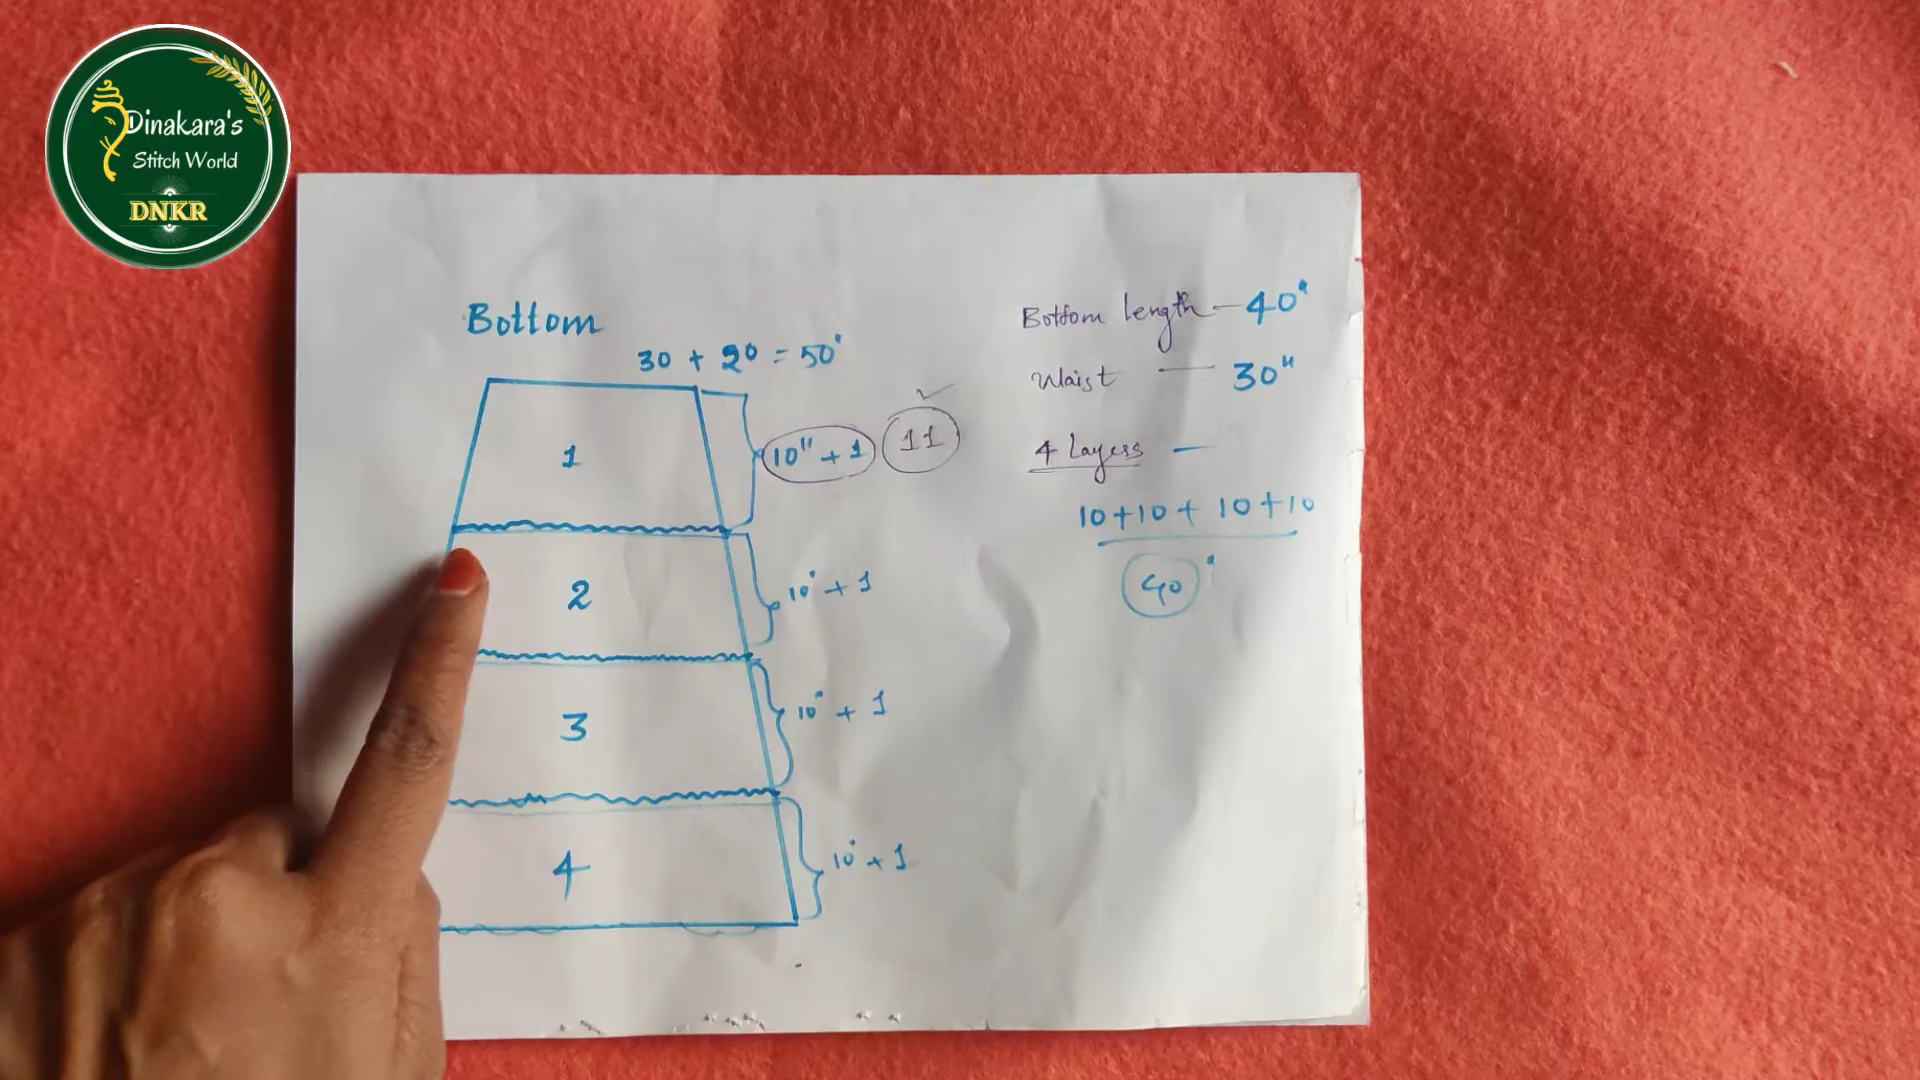 Dinakara's
Stitch World
DNKR
Bottom
30 + 20 = 50"
1
10" + 1
11
2
10" + 1
3
10" + 1
4
10" + 1
Bottom length - 40"
Waist - 30"
4 Layers -
10+10+ 10+10
40"